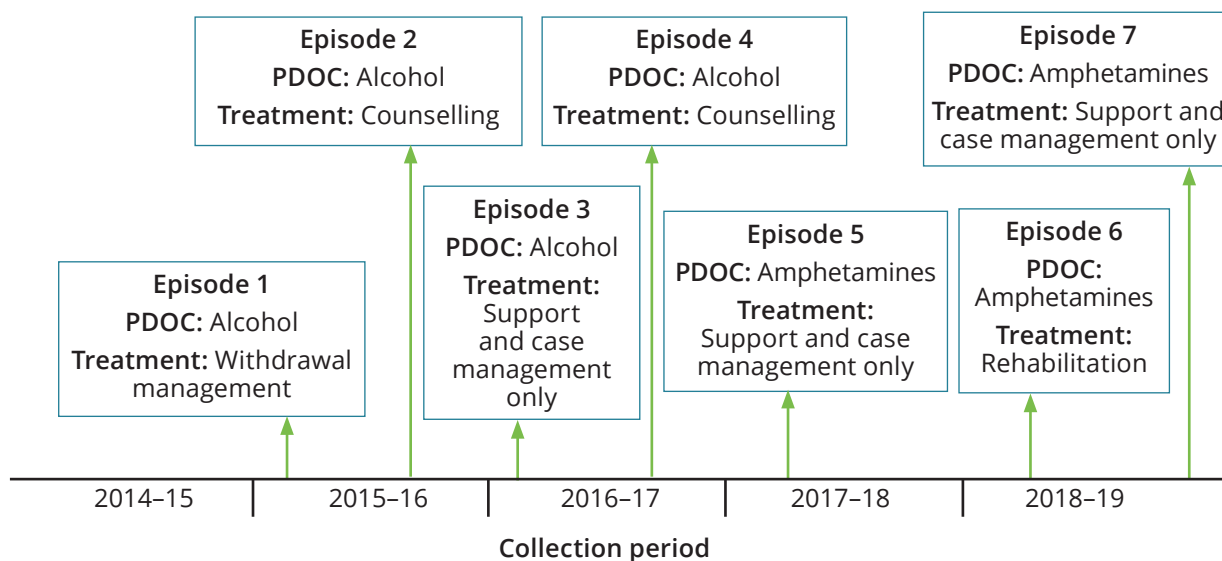 Episode 1
PDOC: Alcohol
Treatment: Withdrawal
management
Episode 2
PDOC: Alcohol
Treatment: Counselling
Episode 3
PDOC: Alcohol
Treatment:
Support
and case
management
only
Episode 4
PDOC: Alcohol
Treatment: Counselling
Episode 5
PDOC: Amphetamines
Treatment:
Support and case
management only
Episode 6
PDOC:
Amphetamines
Treatment:
Rehabilitation
Episode 7
PDOC: Amphetamines
Treatment: Support and
case management only
2014–15
2015–16
2016–17
2017–18
2018–19
Collection period